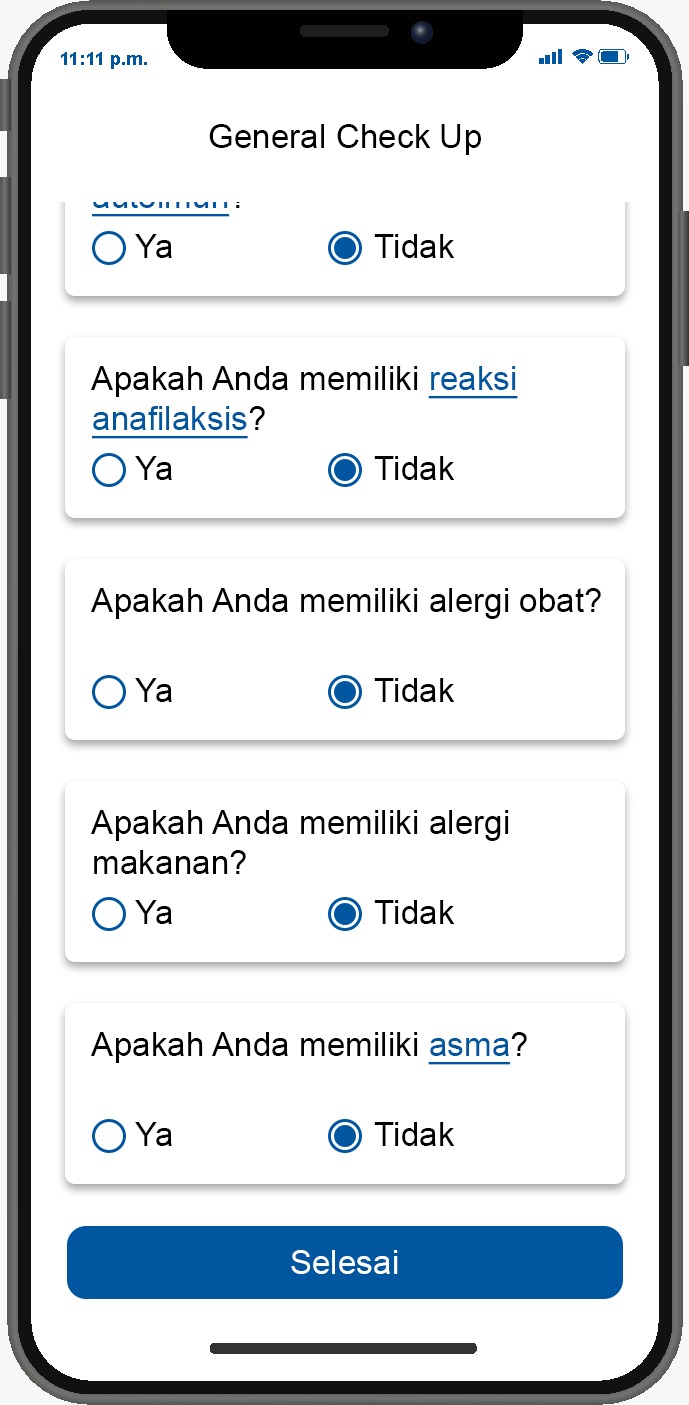 11:11 p.m.
General Check Up
autoimun?
Ya
Tidak
Apakah Anda memiliki reaksi
anafilaksis?
Ya
Tidak
Apakah Anda memiliki alergi obat?
Ya
Tidak
Apakah Anda memiliki alergi
makanan?
Ya
Tidak
Apakah Anda memiliki asma?
Ya
Tidak
Selesai